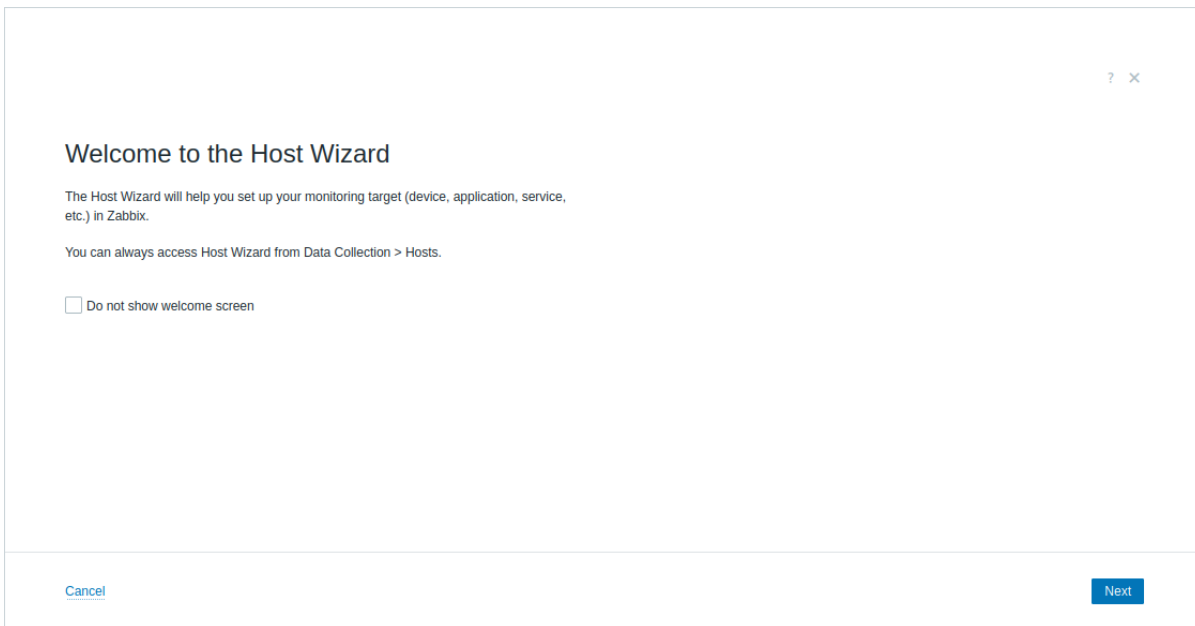 ? ×
Welcome to the Host Wizard
The Host Wizard will help you set up your monitoring target (device, application, service,
etc.) in Zabbix.
You can always access Host Wizard from Data Collection > Hosts.
Do not show welcome screen
Cancel
Next